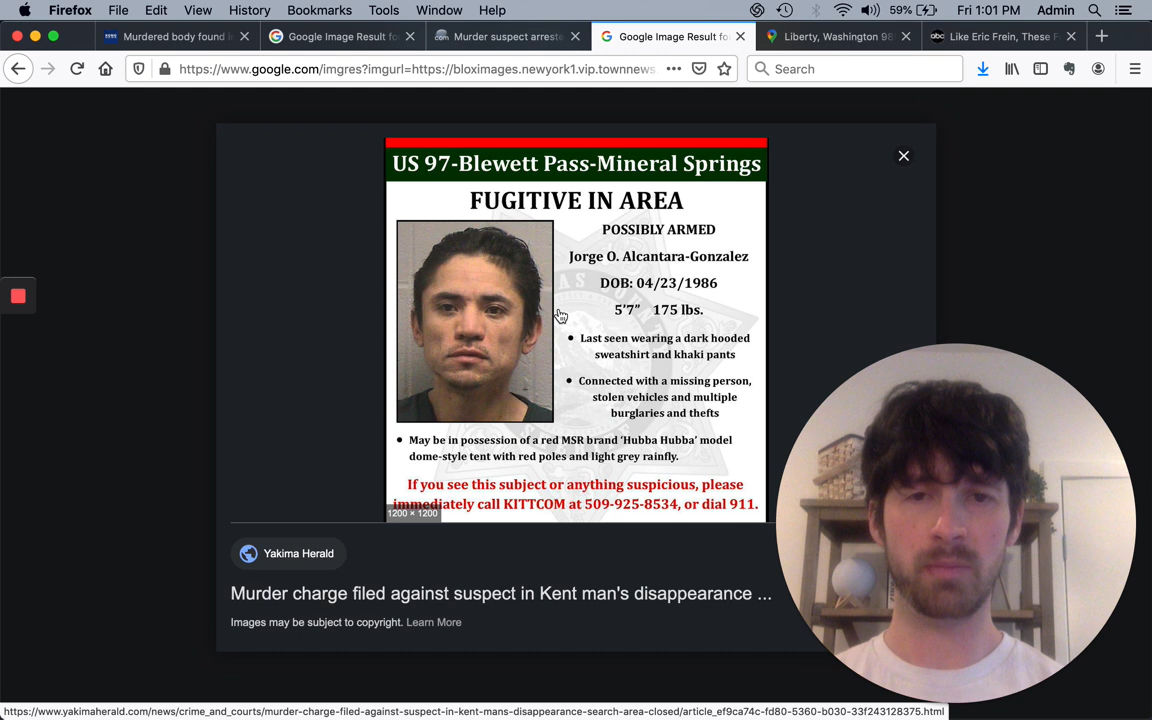 Firefox File Edit View History Bookmarks Tools Window Help 59% Fri 1:01 PM Admin
Murdered body found i
Google Image Result fo
Murder suspect arreste
Google Image Result fo
Liberty, Washington 98
Like Eric Frein, These F
https://www.google.com/imgres?imgurl=https://bloximages.newyork1.vip.townnews.
Search
US 97-Blewett Pass-Mineral Springs
FUGITIVE IN AREA
POSSIBLY ARMED
Jorge O. Alcantara-Gonzalez
DOB: 04/23/1986
5’7” 175 lbs.
• Last seen wearing a dark hooded
sweatshirt and khaki pants
• Connected with a missing person,
stolen vehicles and multiple
burglaries and thefts
• May be in possession of a red MSR brand ‘Hubba Hubba’ model
dome-style tent with red poles and light grey rainfly.
If you see this subject or anything suspicious, please
immediately call KITTCOM at 509-925-8534, or dial 911.
1200 × 1200
Yakima Herald
Murder charge filed against suspect in Kent man's disappearance ...
Images may be subject to copyright. Learn More
https://www.yakimaherald.com/news/crime_and_courts/murder-charge-filed-against-suspect-in-kent-mans-disappearance-search-area-closed/article_ef9ca74c-fd80-5360-b030-33f243128375.html